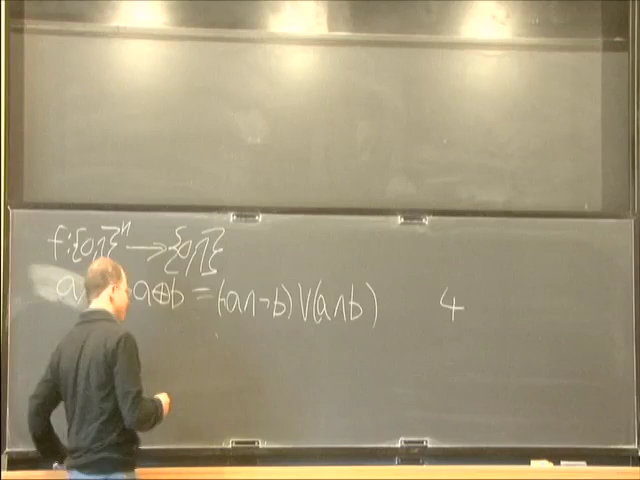 f:{0,1}ⁿ → {0,1}
a a⊕b = (a∧¬b)∨(a∧b) 4